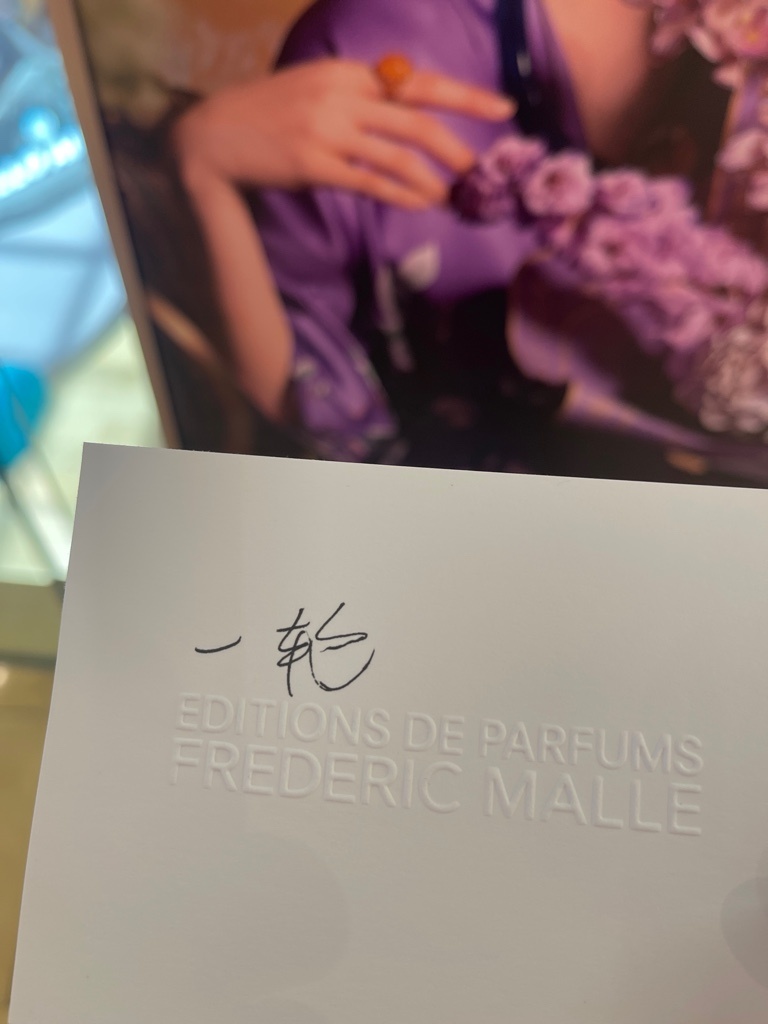 一轮
EDITIONS DE PARFUMS
FREDERIC MALLE